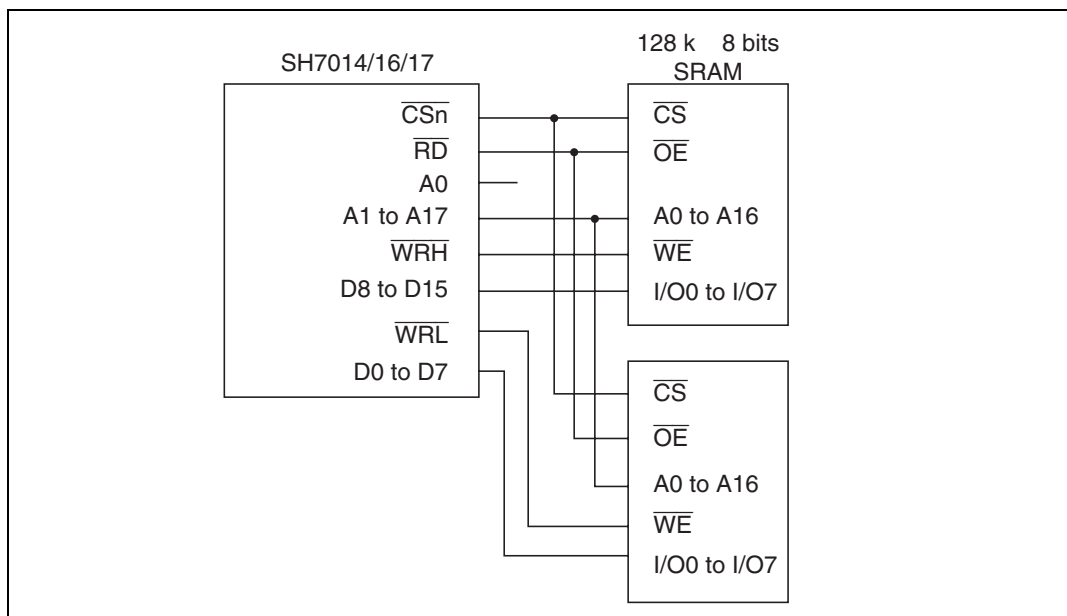 SH7014/16/17
CSn
RD
A0
A1 to A17
WRH
D8 to D15
WRL
D0 to D7
128 k 8 bits
SRAM
CS
OE
A0 to A16
WE
I/O0 to I/O7
CS
OE
A0 to A16
WE
I/O0 to I/O7